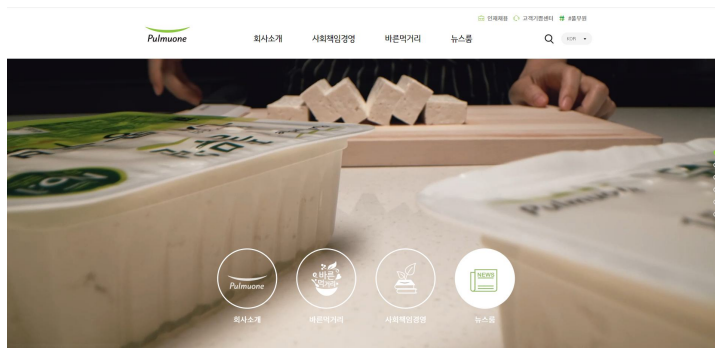 인재채용 고객기쁨센터 #풀무원
Pulmuone 회사소개 사회책임경영 바른먹거리 뉴스룸 KOR
Pulmuone
바른
먹거리
NEWS
회사소개 바른먹거리 사회책임경영 뉴스룸